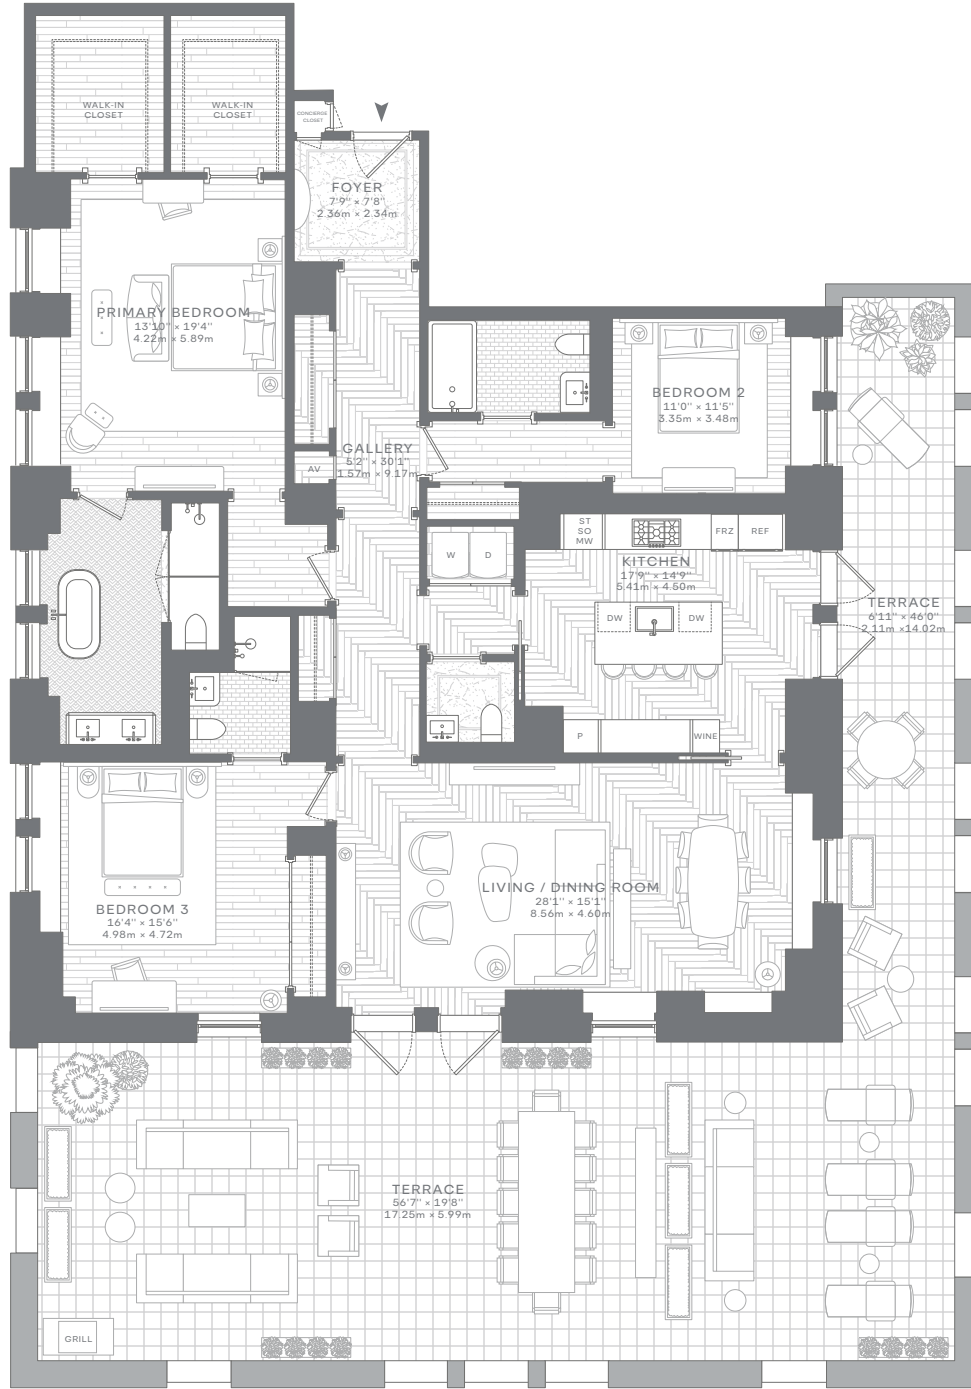 WALK-IN
CLOSET
WALK-IN
CLOSET
CONCIERGE
CLOSET
FOYER
7'9" × 7'8"
2.36m × 2.34m
PRIMARY BEDROOM
13'10" × 19'4"
4.22m × 5.89m
BEDROOM 2
11'0" × 11'5"
3.35m × 3.48m
GALLERY
5'2" × 30'1"
1.57m × 9.17m
AV
ST
SO
MW
FRZ
REF
W
D
KITCHEN
17'9" × 14'9"
5.41m × 4.50m
DW
DW
TERRACE
6'11" × 46'0"
2.11m ×14.02m
P
WINE
LIVING / DINING ROOM
28'1" × 15'1"
8.56m × 4.60m
BEDROOM 3
16'4" × 15'6"
4.98m × 4.72m
TERRACE
56'7" × 19'8"
17.25m × 5.99m
GRILL